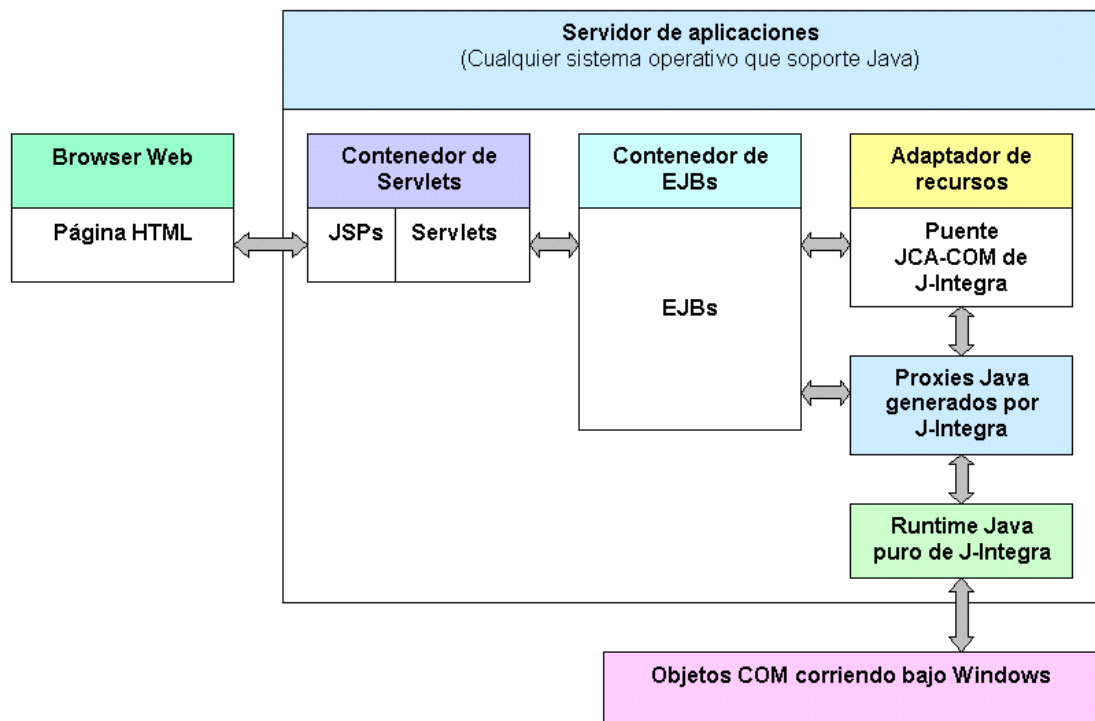 Servidor de aplicaciones
(Cualquier sistema operativo que soporte Java)
Browser Web
Página HTML
Contenedor de
Servlets
JSPs
Servlets
Contenedor de
EJBs
EJBs
Adaptador de
recursos
Puente
JCA-COM de
J-Integra
Proxies Java
generados por
J-Integra
Runtime Java
puro de J-Integra
Objetos COM corriendo bajo Windows